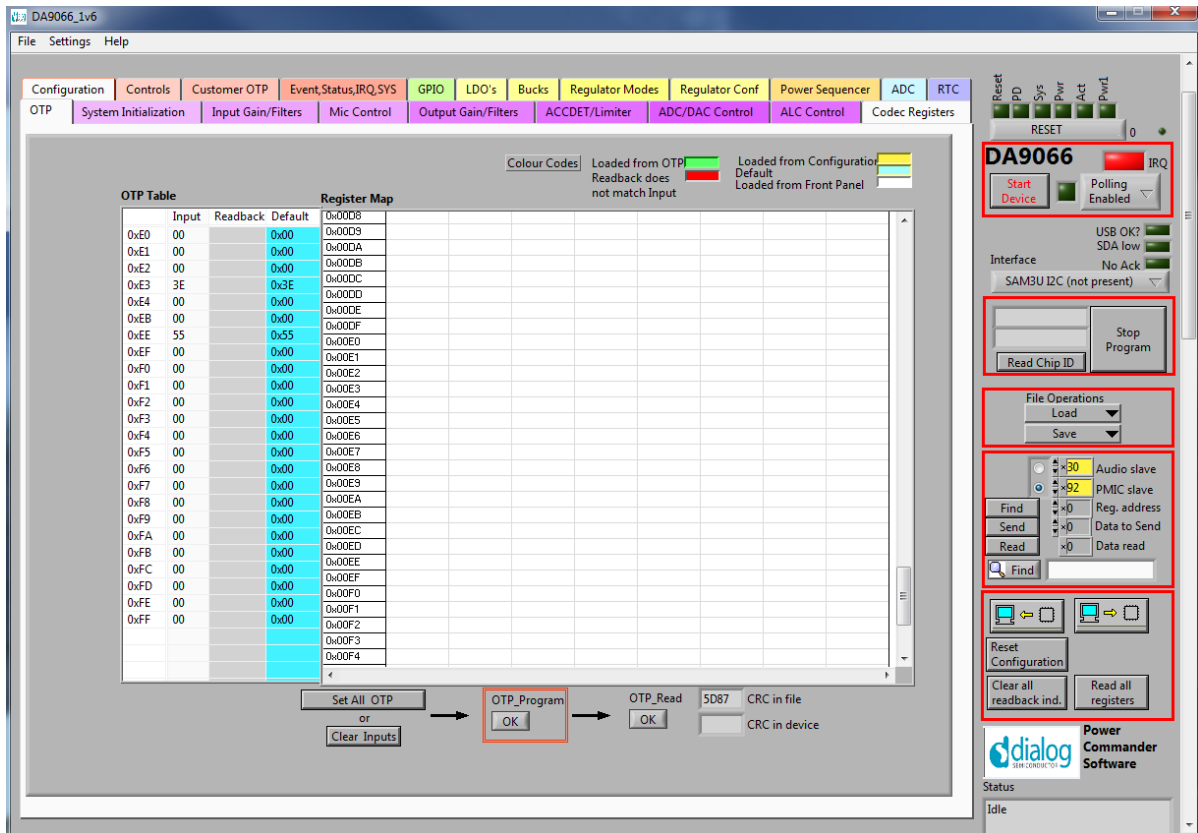 DA9066_1v6
File Settings Help
Configuration Controls Customer OTP Event,Status,IRQ,SYS GPIO LDO's Bucks Regulator Modes Regulator Conf Power Sequencer ADC RTC
OTP System Initialization Input Gain/Filters Mic Control Output Gain/Filters ACCDET/Limiter ADC/DAC Control ALC Control Codec Registers
Colour Codes Loaded from OTP Loaded from Configuration
Readback does Default
not match Input Loaded from Front Panel
OTP Table Register Map
Input Readback Default 0x00D8
0xE0 00 0x00 0x00D9
0xE1 00 0x00 0x00DA
0xE2 00 0x00 0x00DB
0xE3 3E 0x3E 0x00DC
0xE4 00 0x00 0x00DD
0xEB 00 0x00 0x00DE
0xEE 55 0x55 0x00DF
0xEF 00 0x00 0x00E0
0xF0 00 0x00 0x00E1
0xF1 00 0x00 0x00E2
0xF2 00 0x00 0x00E3
0xF3 00 0x00 0x00E4
0xF4 00 0x00 0x00E5
0xF5 00 0x00 0x00E6
0xF6 00 0x00 0x00E7
0xF7 00 0x00 0x00E8
0xF8 00 0x00 0x00E9
0xF9 00 0x00 0x00EA
0xFA 00 0x00 0x00EB
0xFB 00 0x00 0x00EC
0xFC 00 0x00 0x00ED
0xFD 00 0x00 0x00EE
0xFE 00 0x00 0x00EF
0xFF 00 0x00 0x00F0
0x00F1
0x00F2
0x00F3
0x00F4
Set All OTP
or
Clear Inputs
OTP_Program
OK
OTP_Read
OK
5D87 CRC in file
CRC in device
Reset PD Sys Pwr Act Pwr1
RESET 0
DA9066 IRQ
Start Device
Polling Enabled
USB OK?
SDA low
Interface No Ack
SAM3U I2C (not present)
Stop Program
Read Chip ID
File Operations
Load
Save
x30 Audio slave
x92 PMIC slave
Find x0 Reg. address
Send x0 Data to Send
Read x0 Data read
Find
Reset Configuration
Clear all readback ind.
Read all registers
dialog
SEMICONDUCTOR
Power
Commander
Software
Status
Idle